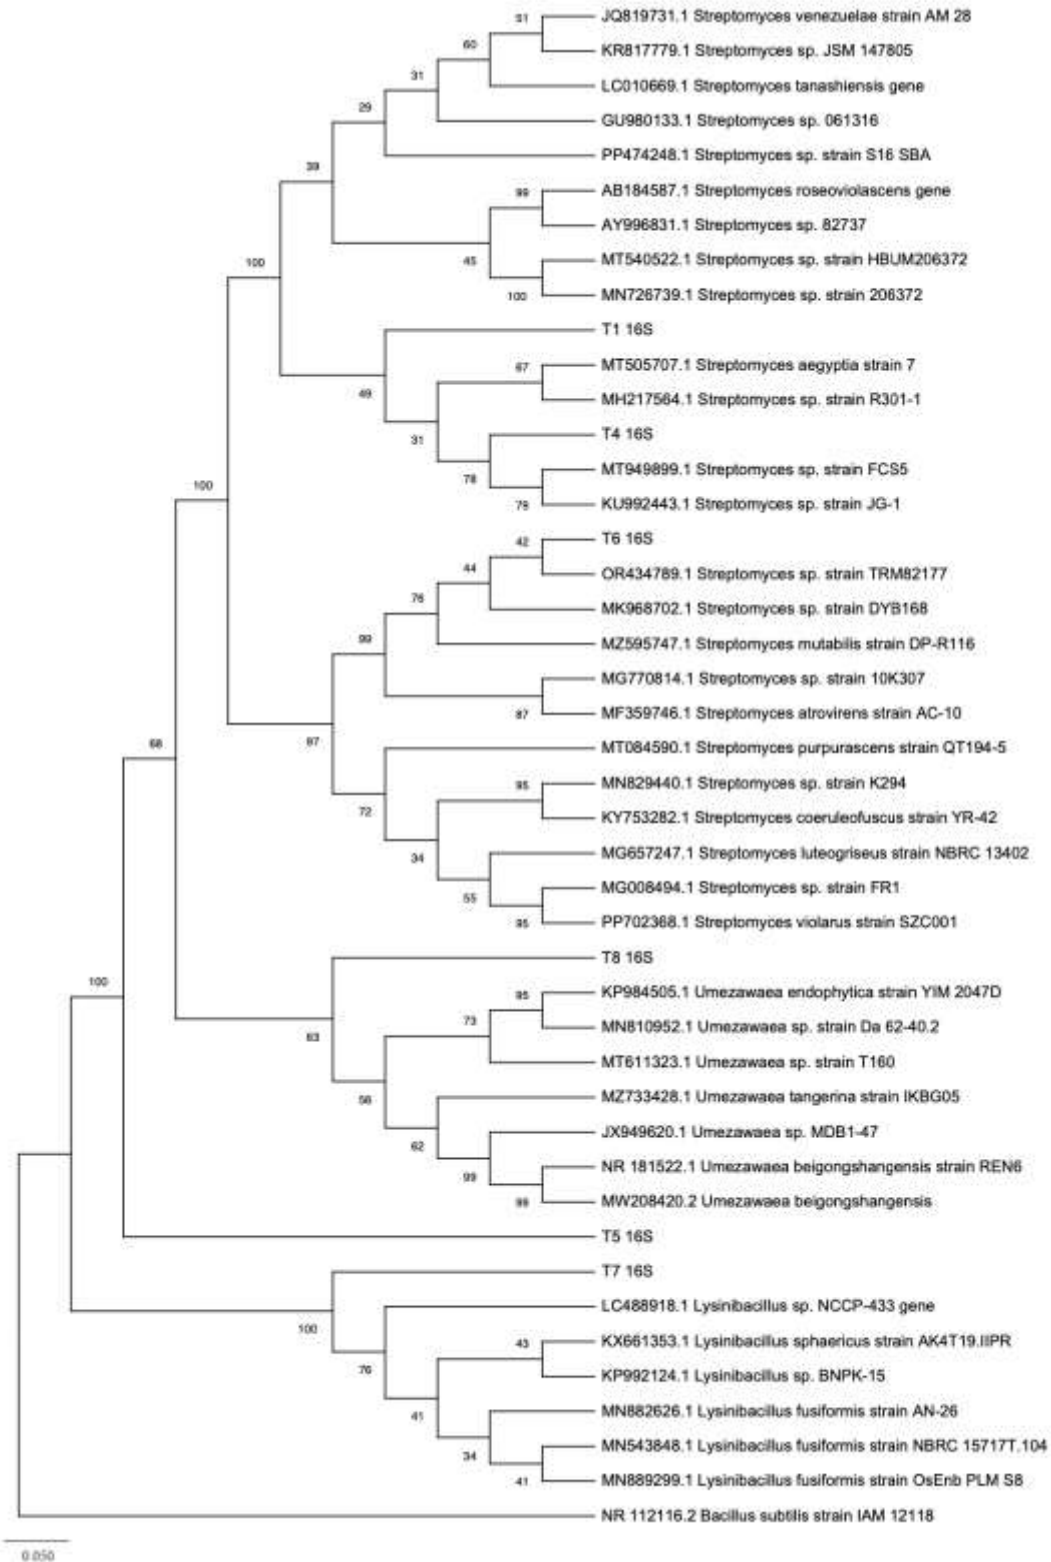 51
JQ819731.1 Streptomyces venezuelae strain AM 28
60
KR817779.1 Streptomyces sp. JSM 147805
31
LC010669.1 Streptomyces tanashiensis gene
29
GU980133.1 Streptomyces sp. 061316
PP474248.1 Streptomyces sp. strain S16 SBA
39
99
AB184587.1 Streptomyces roseoviolascens gene
AY996831.1 Streptomyces sp. 82737
45
MT540522.1 Streptomyces sp. strain HBUM206372
100
100
MN726739.1 Streptomyces sp. strain 206372
T1 16S
67
MT505707.1 Streptomyces aegyptia strain 7
49
MH217564.1 Streptomyces sp. strain R301-1
31
T4 16S
78
MT949899.1 Streptomyces sp. strain FCS5
100
79
KU992443.1 Streptomyces sp. strain JG-1
42
T6 16S
44
OR434789.1 Streptomyces sp. strain TRM82177
76
MK968702.1 Streptomyces sp. strain DYB168
99
MZ595747.1 Streptomyces mutabilis strain DP-R116
MG770814.1 Streptomyces sp. strain 10K307
87
MF359746.1 Streptomyces atrovirens strain AC-10
97
68
MT084590.1 Streptomyces purpurascens strain QT194-5
95
MN829440.1 Streptomyces sp. strain K294
72
KY753282.1 Streptomyces coeruleofuscus strain YR-42
34
MG657247.1 Streptomyces luteogriseus strain NBRC 13402
55
MG008494.1 Streptomyces sp. strain FR1
95
PP702368.1 Streptomyces violarus strain SZC001
T8 16S
100
95
KP984505.1 Umezawaea endophytica strain YIM 2047D
73
MN810952.1 Umezawaea sp. strain Da 62-40.2
63
MT611323.1 Umezawaea sp. strain T160
56
MZ733428.1 Umezawaea tangerina strain IKBG05
62
JX949620.1 Umezawaea sp. MDB1-47
99
NR 181522.1 Umezawaea beigongshangensis strain REN6
99
MW208420.2 Umezawaea beigongshangensis
T5 16S
T7 16S
100
LC488918.1 Lysinibacillus sp. NCCP-433 gene
43
KX661353.1 Lysinibacillus sphaericus strain AK4T19.IIPR
76
KP992124.1 Lysinibacillus sp. BNPK-15
41
MN882626.1 Lysinibacillus fusiformis strain AN-26
34
MN543848.1 Lysinibacillus fusiformis strain NBRC 15717T.104
41
MN889299.1 Lysinibacillus fusiformis strain OsEnb PLM S8
NR 112116.2 Bacillus subtilis strain IAM 12118
0.050